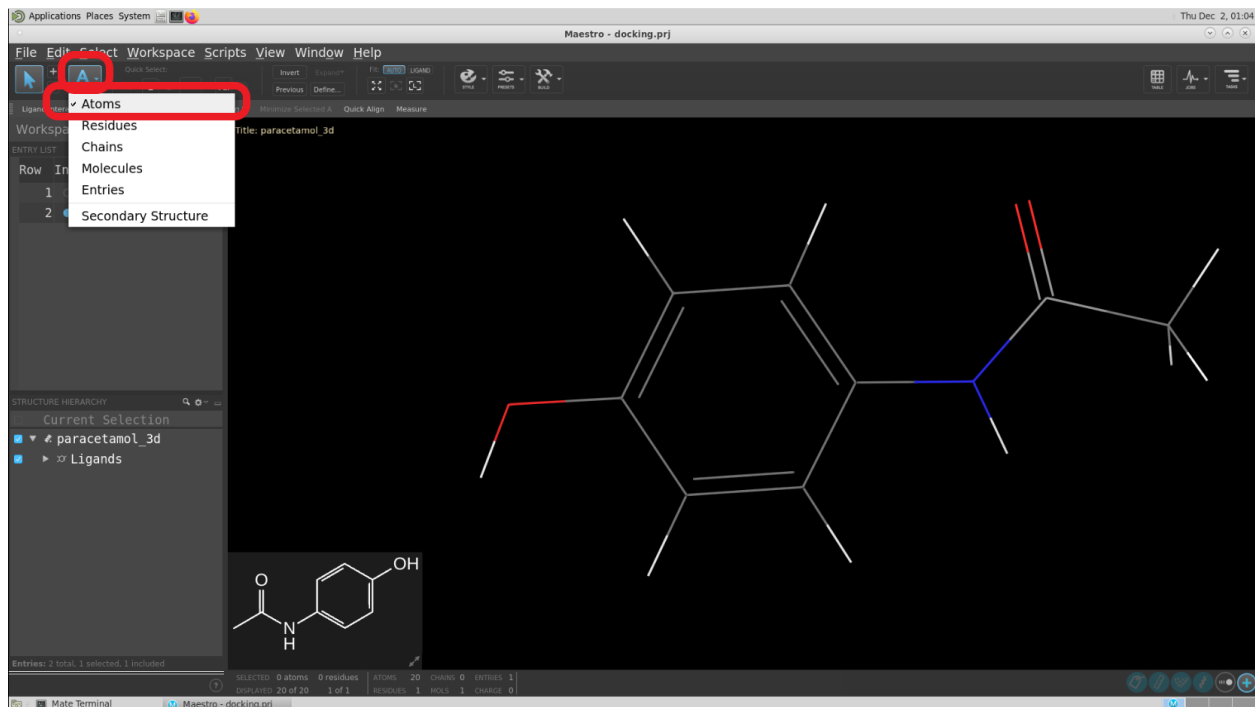 Applications Places System
Thu Dec 2, 01:04
Maestro - docking.prj
File Edit Select Workspace Scripts View Window Help
A
Quick Select:
Invert Expand
Fit: AUTO LIGAND
Previous Define...
STYLE PRESETS BUILD
TABLE JOBS TASKS
Minimize Selected A Quick Align Measure
✓ Atoms
Residues
Chains
Molecules
Entries
Secondary Structure
Title: paracetamol_3d
ENTRY LIST
Row In
1
2
STRUCTURE HIERARCHY
Current Selection
paracetamol_3d
Ligands
OH
O
N
H
Entries: 2 total, 1 selected, 1 included
SELECTED 0 atoms 0 residues ATOMS 20 CHAINS 0 ENTRIES 1
DISPLAYED 20 of 20 1 of 1 RESIDUES 1 MOLS 1 CHARGE 0
Mate Terminal
Maestro - docking.prj